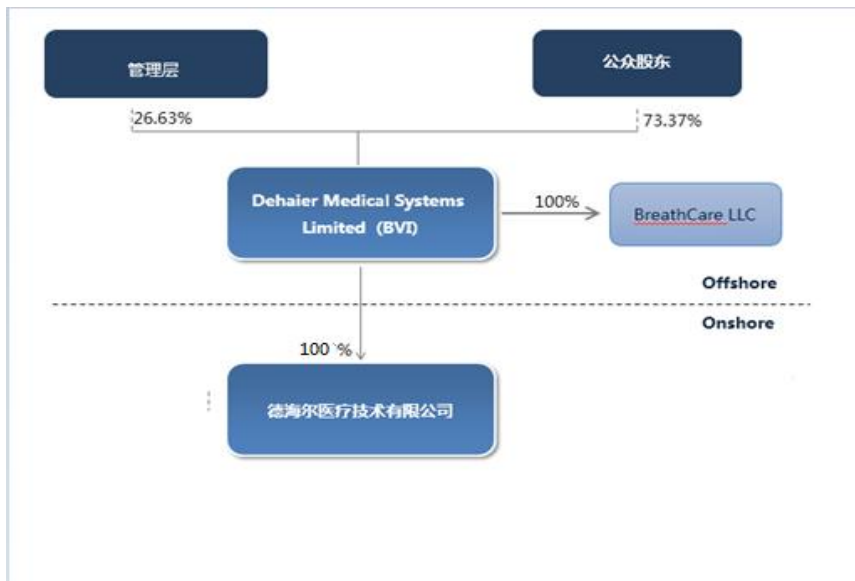 管理层
公众股东
26.63%
73.37%
Dehaier Medical Systems
Limited (BVI)
100%
BreathCare LLC
Offshore
Onshore
100 %
德海尔医疗技术有限公司